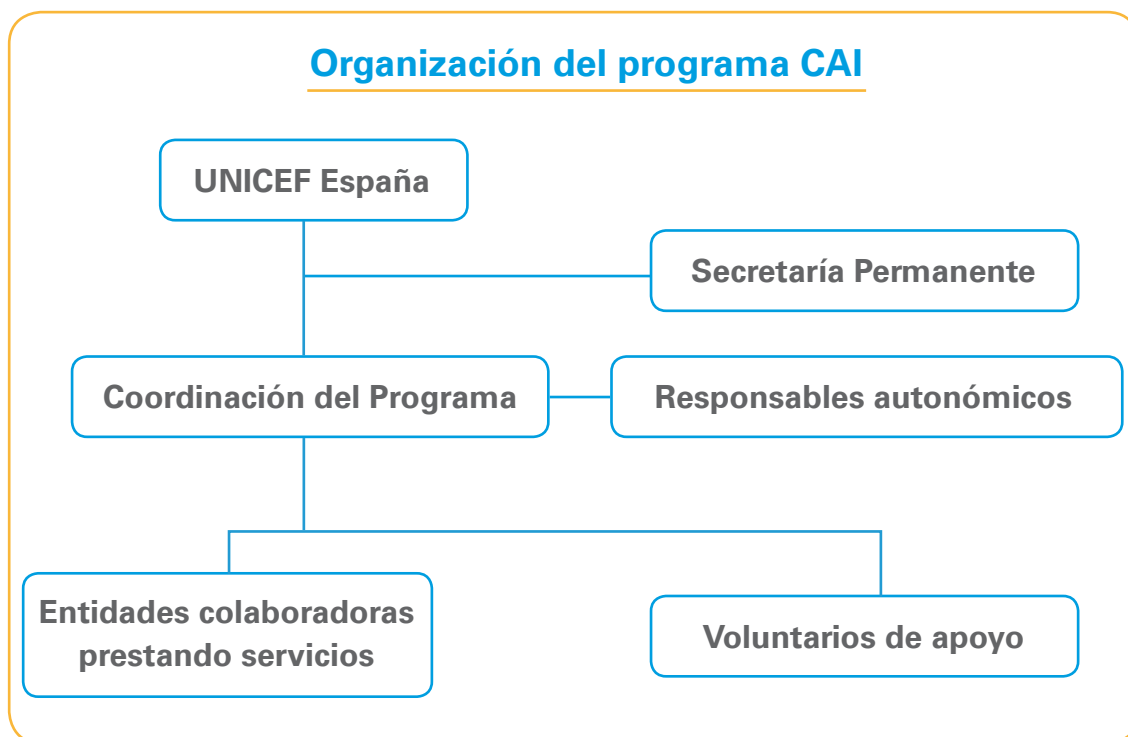 Organización del programa CAI
UNICEF España
Secretaría Permanente
Coordinación del Programa
Responsables autonómicos
Entidades colaboradoras
prestando servicios
Voluntarios de apoyo